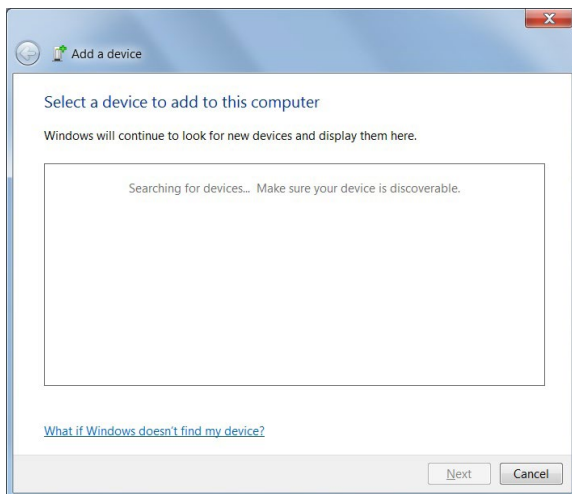 Add a device
Select a device to add to this computer
Windows will continue to look for new devices and display them here.
Searching for devices... Make sure your device is discoverable.
What if Windows doesn't find my device?
Next Cancel